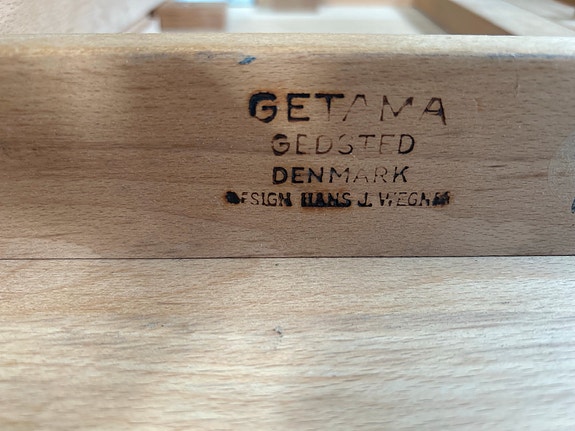 GETAMA
GEDSTED
DENMARK
DESIGN HANS J. WEGNER